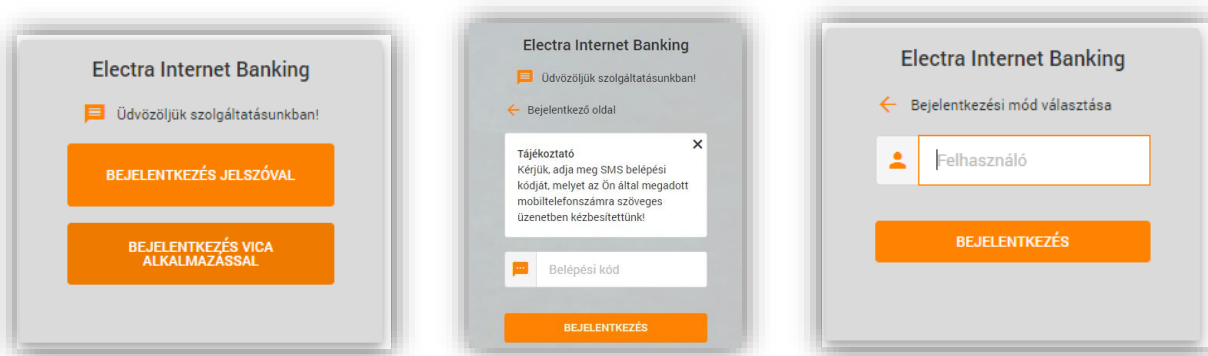 Electra Internet Banking
Üdvözöljük szolgáltatásunkban!
BEJELENTKEZÉS JELSZÓVAL
BEJELENTKEZÉS VICA
ALKALMAZÁSSAL
Electra Internet Banking
Üdvözöljük szolgáltatásunkban!
Bejelentkező oldal
Tájékoztató
Kérjük, adja meg SMS belépési
kódját, melyet az Ön által megadott
mobiltelefonszámra szöveges
üzenetben kézbesítettünk!
Belépési kód
BEJELENTKEZÉS
Electra Internet Banking
Bejelentkezési mód választása
Felhasználó
BEJELENTKEZÉS